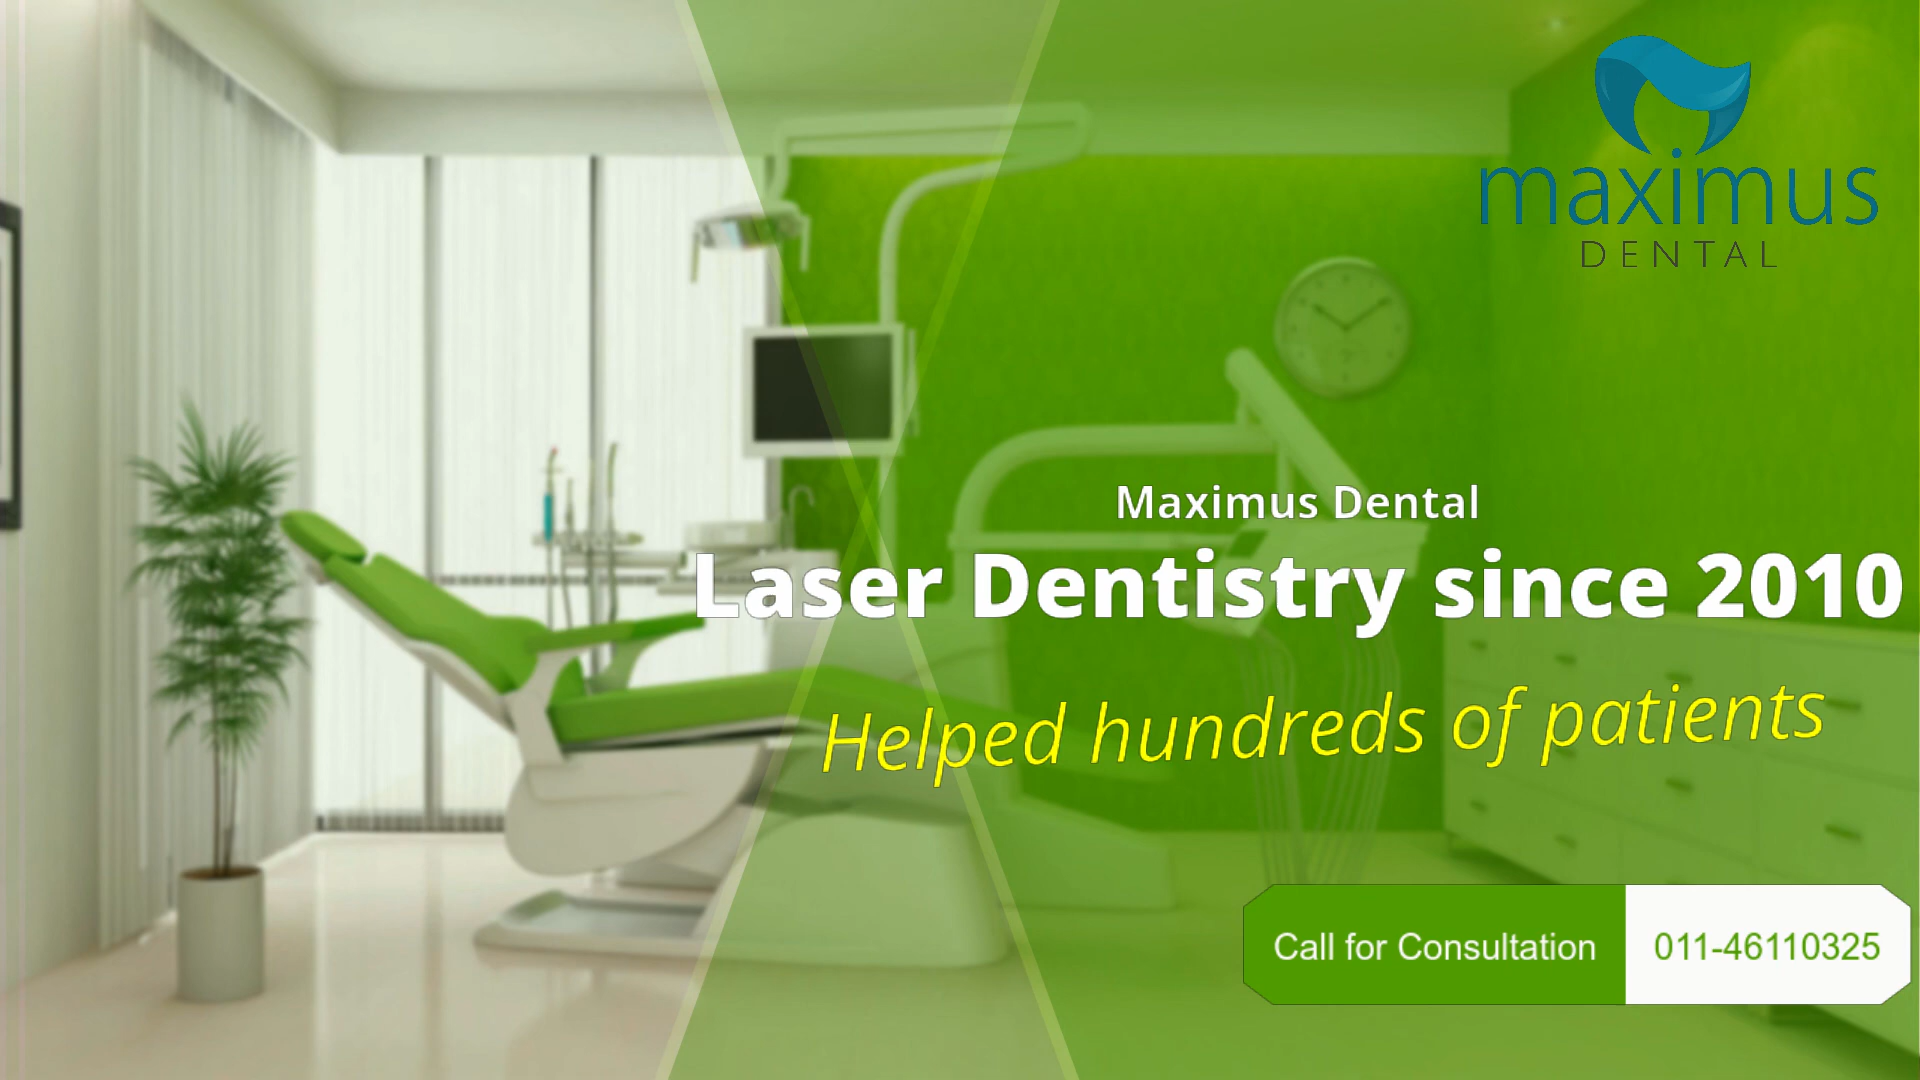 maximus
DENTAL
Maximus Dental
Laser Dentistry since 2010
Helped hundreds of patients
Call for Consultation 011-46110325